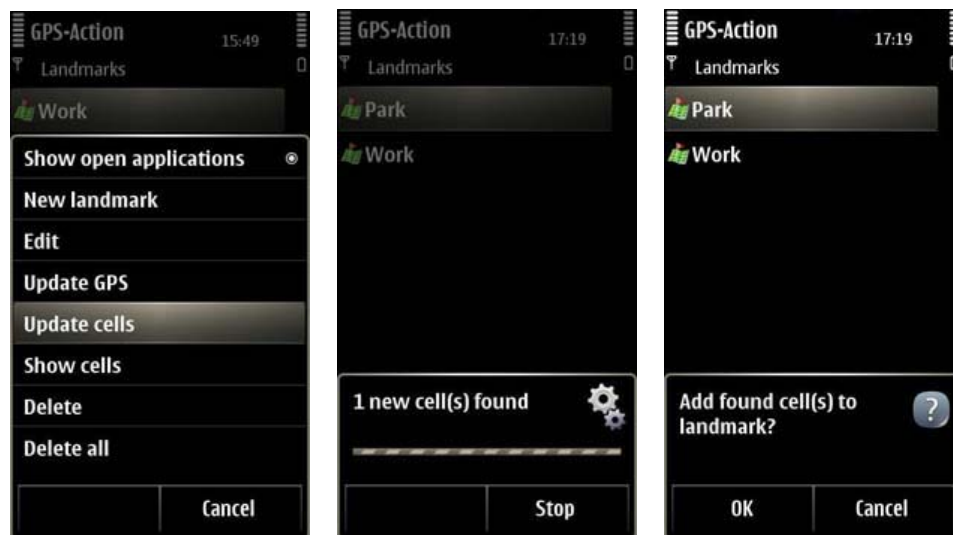 GPS-Action
15:49
Landmarks
Work
Show open applications
New landmark
Edit
Update GPS
Update cells
Show cells
Delete
Delete all
Cancel
GPS-Action
17:19
Landmarks
Park
Work
1 new cell(s) found
Stop
GPS-Action
17:19
Landmarks
Park
Work
Add found cell(s) to
landmark?
?
OK
Cancel